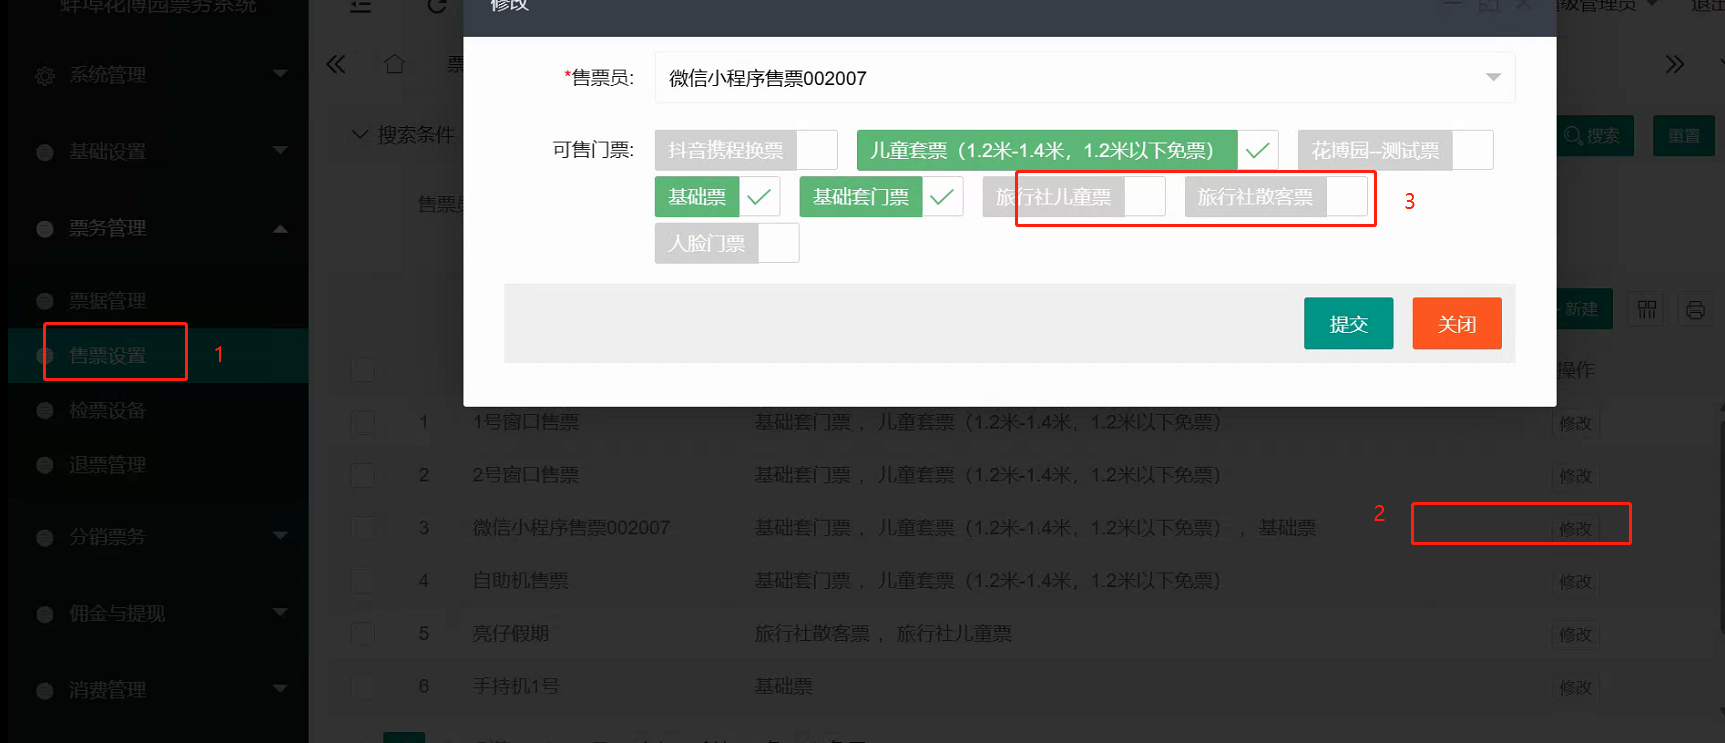 蚌埠花博园票务系统
修改
超级管理员
退出
系统管理
票
*售票员:
微信小程序售票002007
搜索条件
搜索
重置
基础设置
可售门票:
抖音携程换票
儿童套票（1.2米-1.4米，1.2米以下免票）
花博园--测试票
基础票
基础套门票
旅行社儿童票
旅行社散客票
3
售票员
票务管理
人脸门票
票据管理
新建
提交
关闭
售票设置
1
操作
检票设备
1
1号窗口售票
基础套门票 ，儿童套票（1.2米-1.4米，1.2米以下免票）
修改
退票管理
2
2号窗口售票
基础套门票 ，儿童套票（1.2米-1.4米，1.2米以下免票）
修改
2
分销票务
3
微信小程序售票002007
基础套门票 ，儿童套票（1.2米-1.4米，1.2米以下免票） ，基础票
修改
4
自助机售票
基础套门票 ，儿童套票（1.2米-1.4米，1.2米以下免票）
修改
佣金与提现
5
亮仔假期
旅行社散客票 ，旅行社儿童票
修改
消费管理
6
手持机1号
基础票
修改